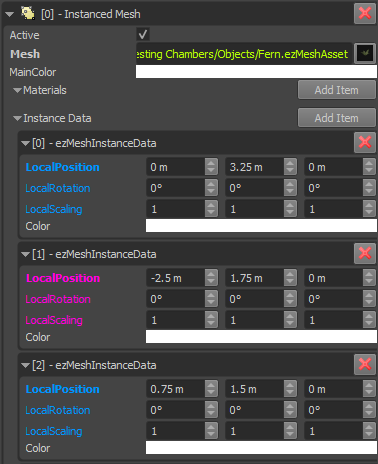 [0] - Instanced Mesh
Active
Mesh esting Chambers/Objects/Fern.ezMeshAsset
MainColor
Materials Add Item
Instance Data Add Item
[0] - ezMeshInstanceData
LocalPosition 0 m 3.25 m 0 m
LocalRotation 0° 0° 0°
LocalScaling 1 1 1
Color
[1] - ezMeshInstanceData
LocalPosition -2.5 m 1.75 m 0 m
LocalRotation 0° 0° 0°
LocalScaling 1 1 1
Color
[2] - ezMeshInstanceData
LocalPosition 0.75 m 1.5 m 0 m
LocalRotation 0° 0° 0°
LocalScaling 1 1 1
Color